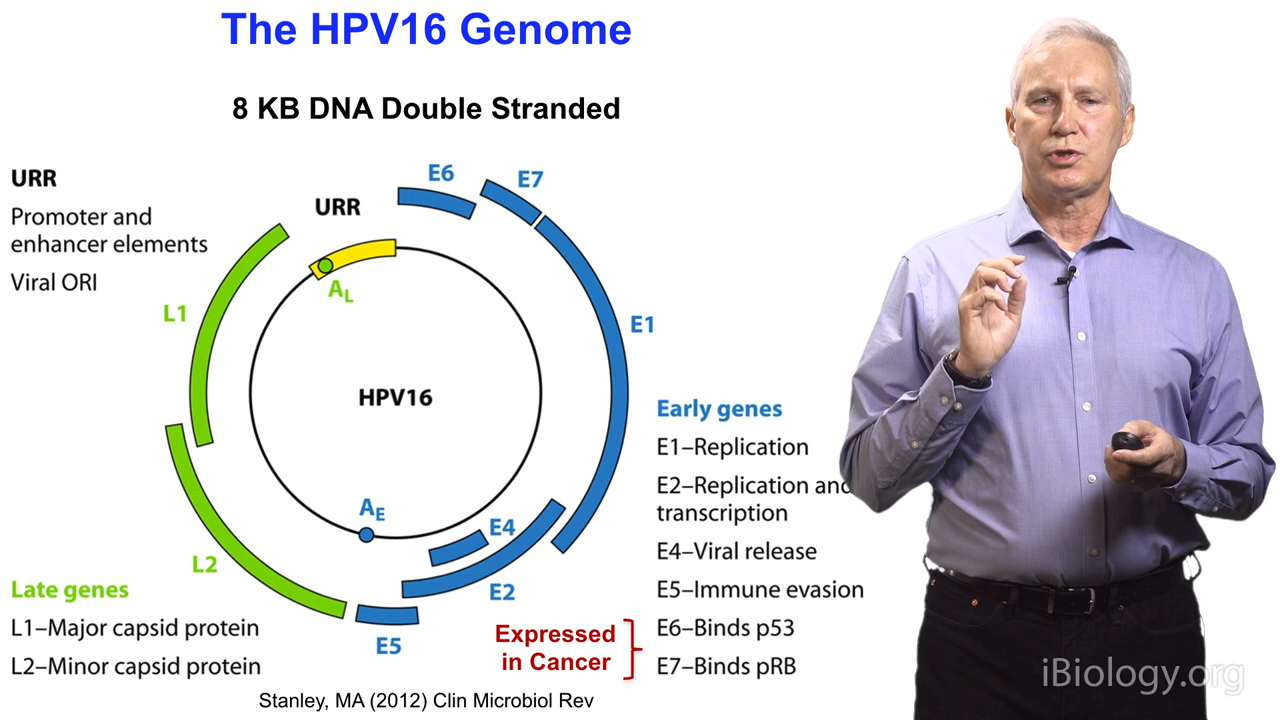 The HPV16 Genome
8 KB DNA Double Stranded
URR
Promoter and
enhancer elements
Viral ORI
URR
E6
E7
AL
L1
E1
HPV16
AE
E4
L2
E2
E5
Late genes
L1–Major capsid protein
L2–Minor capsid protein
Early genes
E1–Replication
E2–Replication and
transcription
E4–Viral release
E5–Immune evasion
E6–Binds p53
E7–Binds pRB
Expressed
in Cancer
Stanley, MA (2012) Clin Microbiol Rev
iBiology.org